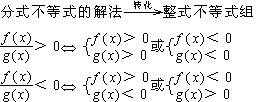 分式不等式的解法 —转化→ 整式不等式组
f(x)/g(x) > 0 ⇔ {f(x) > 0, g(x) > 0 或 {f(x) < 0, g(x) < 0
f(x)/g(x) < 0 ⇔ {f(x) > 0, g(x) < 0 或 {f(x) < 0, g(x) > 0